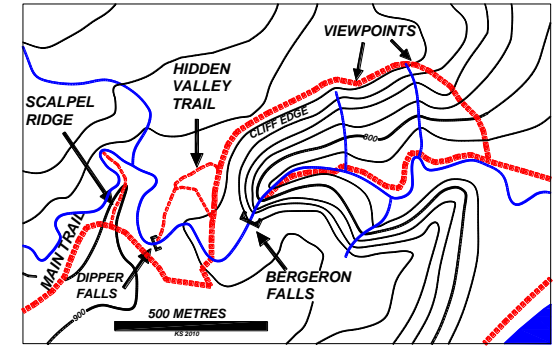 VIEWPOINTS
HIDDEN
VALLEY
TRAIL
SCALPEL
RIDGE
CLIFF EDGE
800
MAIN TRAIL
DIPPER
FALLS
BERGERON
FALLS
900
500 METRES
KS 2010